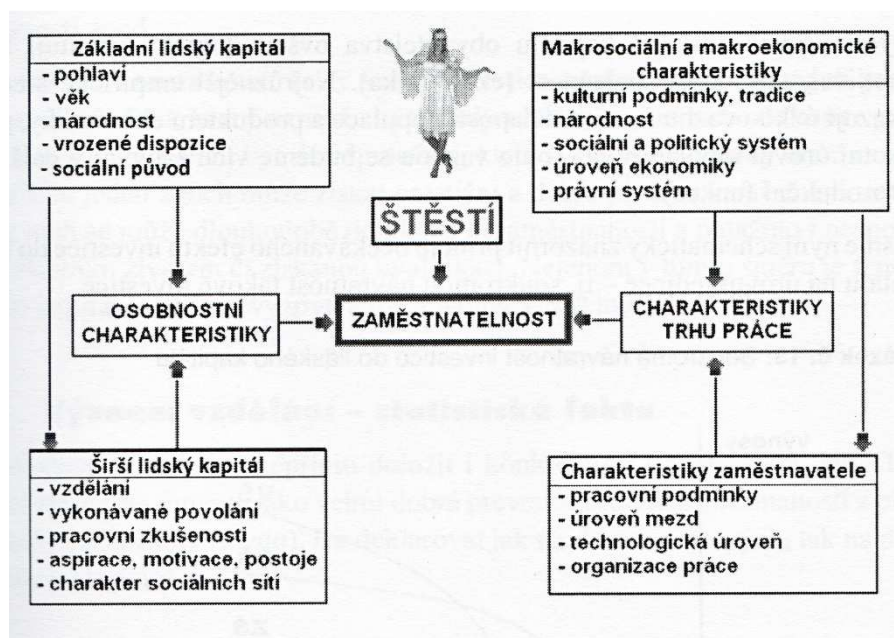 Základní lidský kapitál
- pohlaví
- věk
- národnost
- vrozené dispozice
- sociální původ
Makrosociální a makroekonomické
charakteristiky
- kulturní podmínky, tradice
- národnost
- sociální a politický systém
- úroveň ekonomiky
- právní systém
ŠTĚSTÍ
OSOBNOSTNÍ
CHARAKTERISTIKY
ZAMĚSTNATELNOST
CHARAKTERISTIKY
TRHU PRÁCE
Širší lidský kapitál
- vzdělání
- vykonávané povolání
- pracovní zkušenosti
- aspirace, motivace, postoje
- charakter sociálních sítí
Charakteristiky zaměstnavatele
- pracovní podmínky
- úroveň mezd
- technologická úroveň
- organizace práce